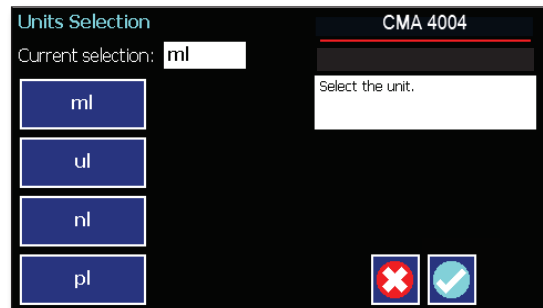 Units Selection
CMA 4004
Current selection: ml
Select the unit.
ml
ul
nl
pl